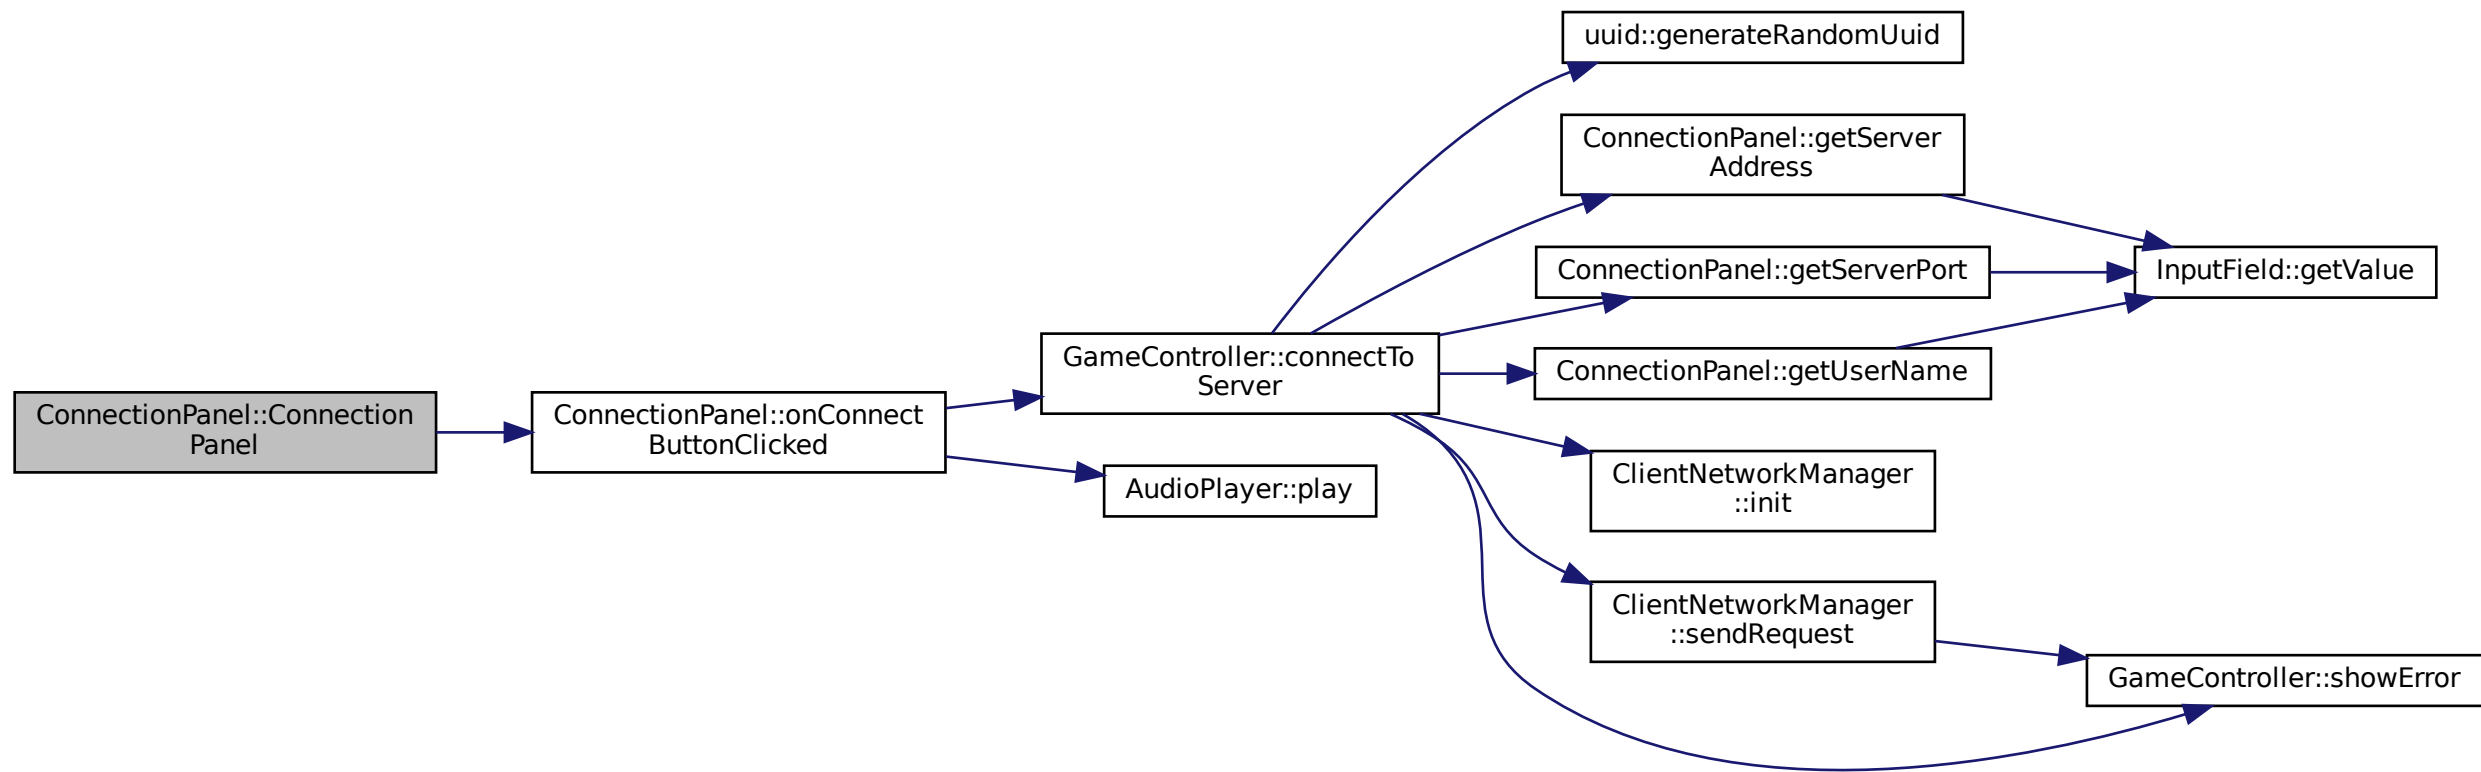 ConnectionPanel::Connection
Panel
ConnectionPanel::onConnect
ButtonClicked
GameController::connectTo
Server
AudioPlayer::play
uuid::generateRandomUuid
ConnectionPanel::getServer
Address
ConnectionPanel::getServerPort
ConnectionPanel::getUserName
ClientNetworkManager
::init
ClientNetworkManager
::sendRequest
InputField::getValue
GameController::showError